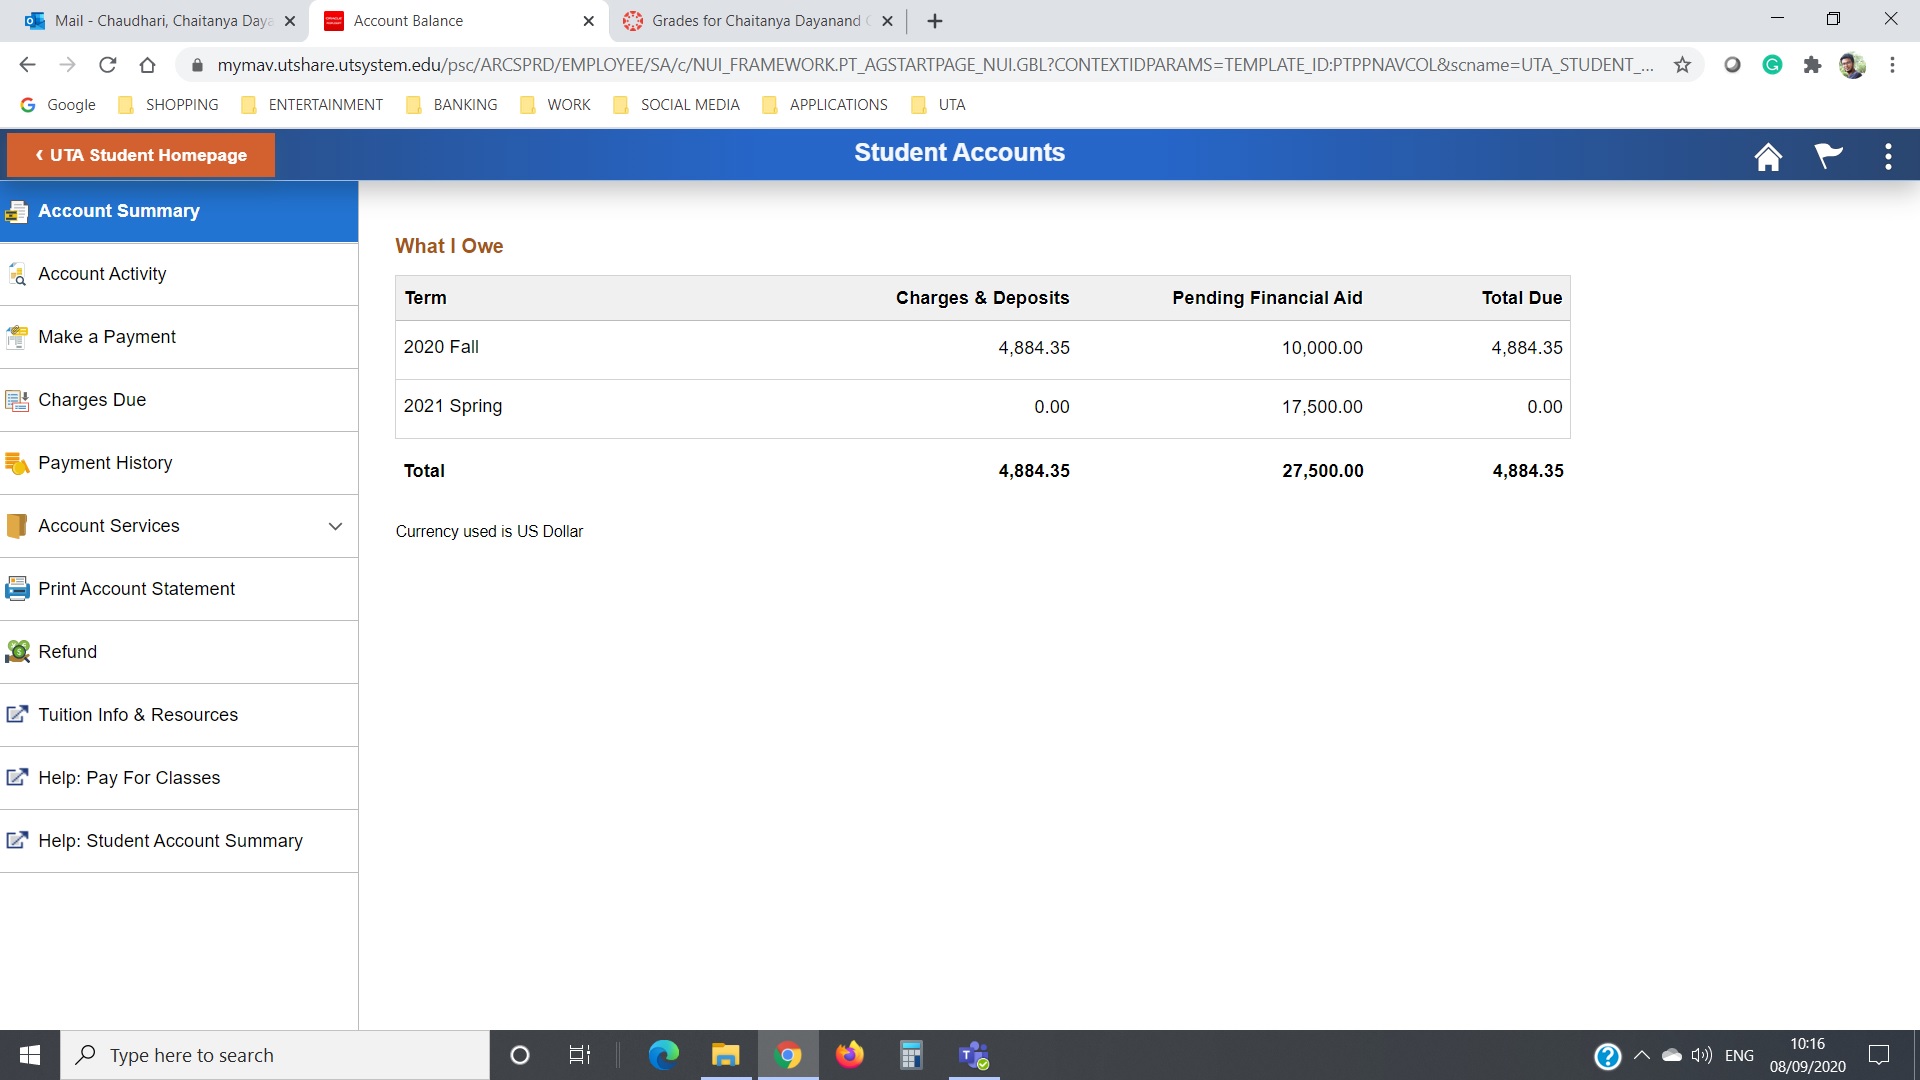 Mail - Chaudhari, Chaitanya Daya
Account Balance
Grades for Chaitanya Dayanand C
mymav.utshare.utsystem.edu/psc/ARCSPRD/EMPLOYEE/SA/c/NUI_FRAMEWORK.PT_AGSTARTPAGE_NUI.GBL?CONTEXTIDPARAMS=TEMPLATE_ID:PTPPNAVCOL&scname=UTA_STUDENT_...
Google SHOPPING ENTERTAINMENT BANKING WORK SOCIAL MEDIA APPLICATIONS UTA
‹ UTA Student Homepage
Student Accounts
Account Summary
Account Activity
Make a Payment
Charges Due
Payment History
Account Services
Print Account Statement
Refund
Tuition Info & Resources
Help: Pay For Classes
Help: Student Account Summary
What I Owe
Term Charges & Deposits Pending Financial Aid Total Due
2020 Fall 4,884.35 10,000.00 4,884.35
2021 Spring 0.00 17,500.00 0.00
Total 4,884.35 27,500.00 4,884.35
Currency used is US Dollar
Type here to search
ENG
10:16
08/09/2020